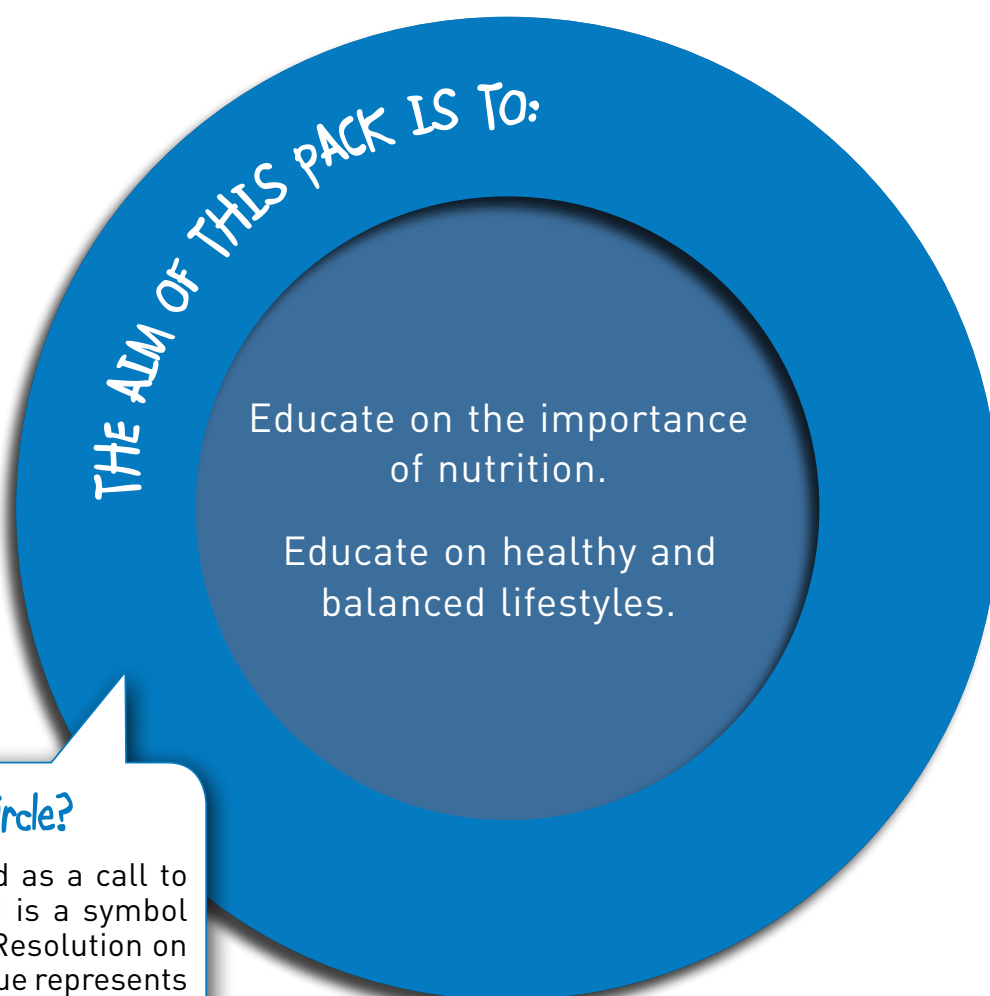 THE AIM OF THIS PACK IS TO:
Educate on the importance
of nutrition.
Educate on healthy and
balanced lifestyles.
ircle?
d as a call to
is a symbol
Resolution on
ue represents